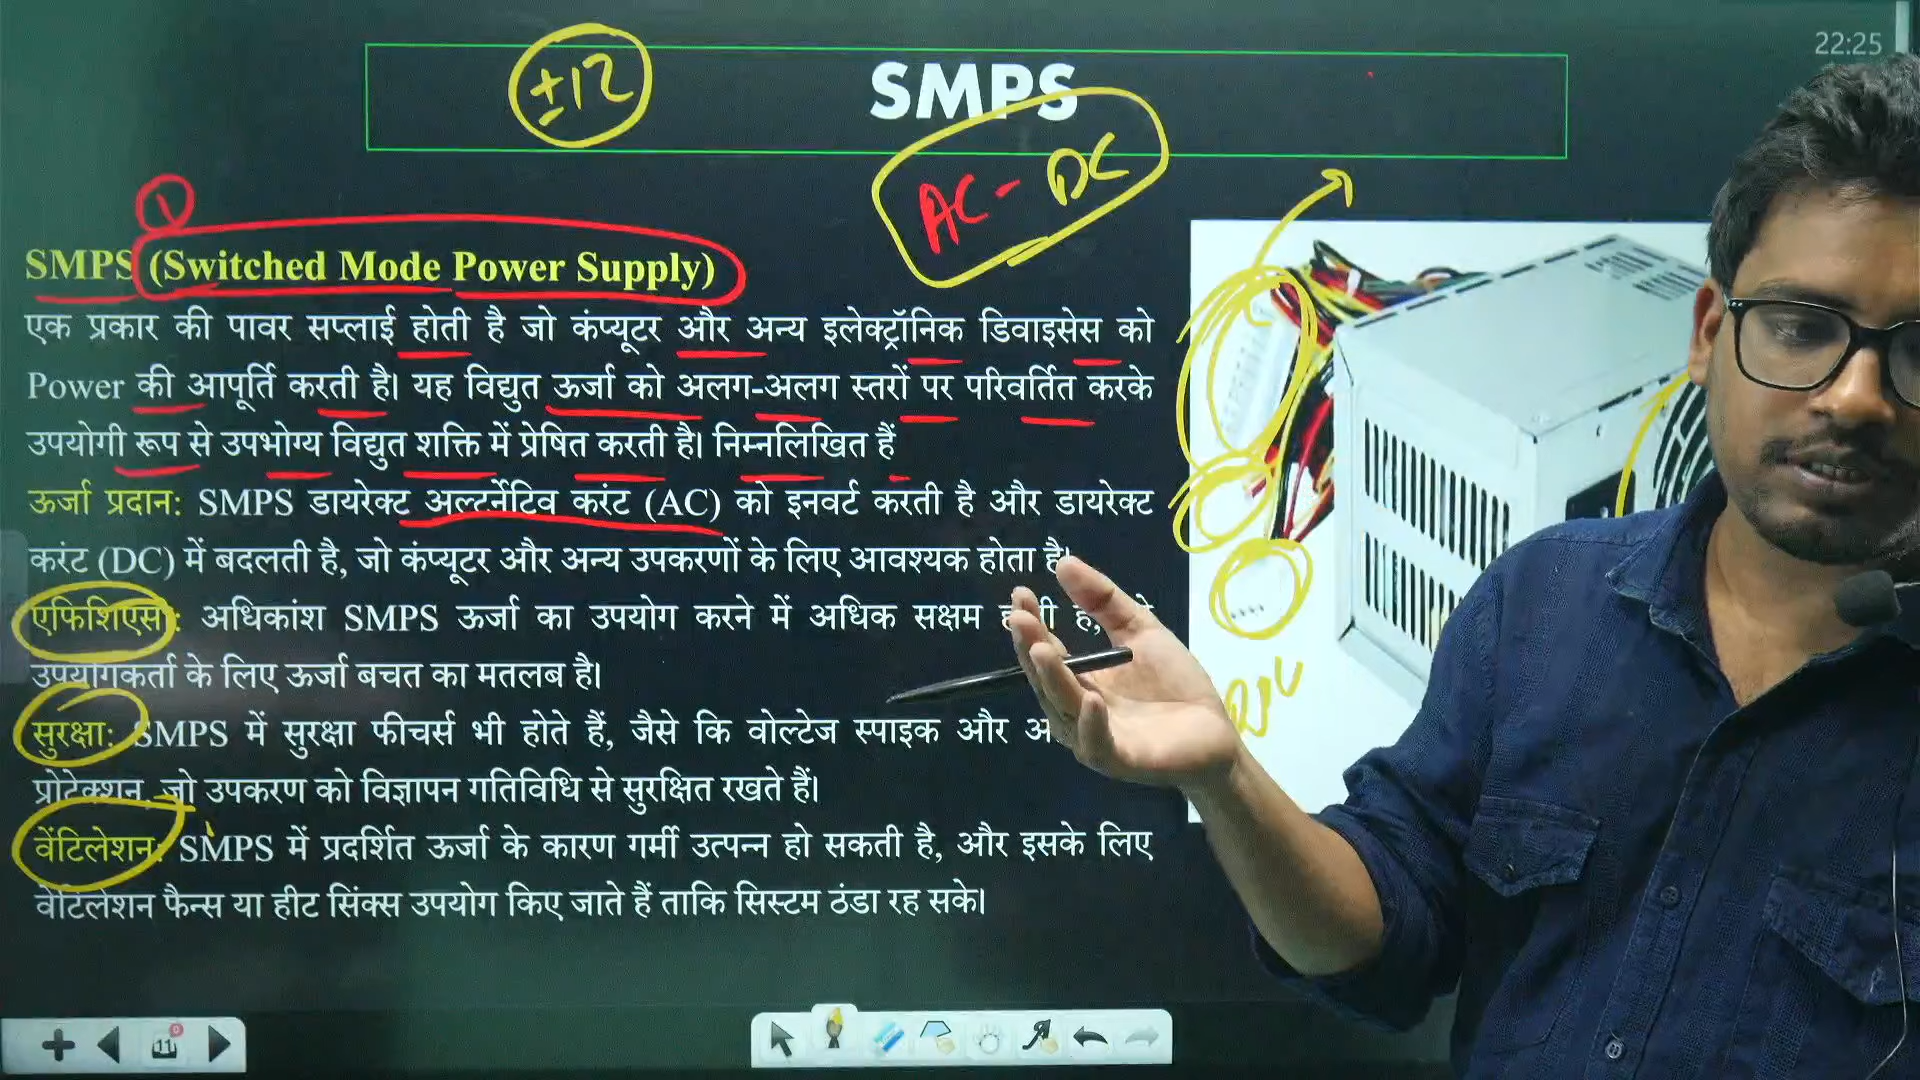 22:25
±12
SMPS
AC - DC
1
SMPS (Switched Mode Power Supply)
एक प्रकार की पावर सप्लाई होती है जो कंप्यूटर और अन्य इलेक्ट्रॉनिक डिवाइसेस को
Power की आपूर्ति करती है। यह विद्युत ऊर्जा को अलग-अलग स्तरों पर परिवर्तित करके
उपयोगी रूप से उपभोग्य विद्युत शक्ति में प्रेषित करती है। निम्नलिखित हैं
ऊर्जा प्रदान: SMPS डायरेक्ट अल्टर्नेटिव करंट (AC) को इनवर्ट करती है और डायरेक्ट
करंट (DC) में बदलती है, जो कंप्यूटर और अन्य उपकरणों के लिए आवश्यक होता है।
एफिशिएंसी: अधिकांश SMPS ऊर्जा का उपयोग करने में अधिक सक्षम
उपयोगकर्ता के लिए ऊर्जा बचत का मतलब है।
सुरक्षा: SMPS में सुरक्षा फीचर्स भी होते हैं, जैसे कि वोल्टेज स्पाइक और
प्रोटेक्शन, जो उपकरण को विज्ञापन गतिविधि से सुरक्षित रखते हैं।
वेंटिलेशन: SMPS में प्रदर्शित ऊर्जा के कारण गर्मी उत्पन्न हो सकती है, और इसके लिए
वेंटिलेशन फैन्स या हीट सिंक्स उपयोग किए जाते हैं ताकि सिस्टम ठंडा रह सके।
11
0